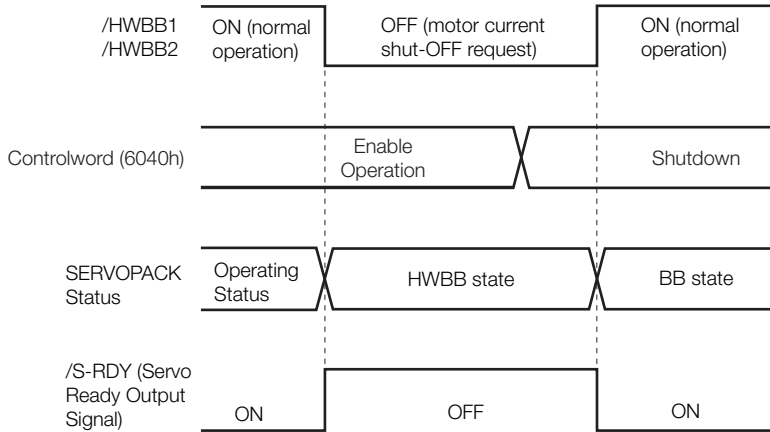 /HWBB1
/HWBB2
ON (normal
operation)
OFF (motor current
shut-OFF request)
ON (normal
operation)
Controlword (6040h)
Enable
Operation
Shutdown
SERVOPACK
Status
Operating
Status
HWBB state
BB state
/S-RDY (Servo
Ready Output
Signal)
ON
OFF
ON